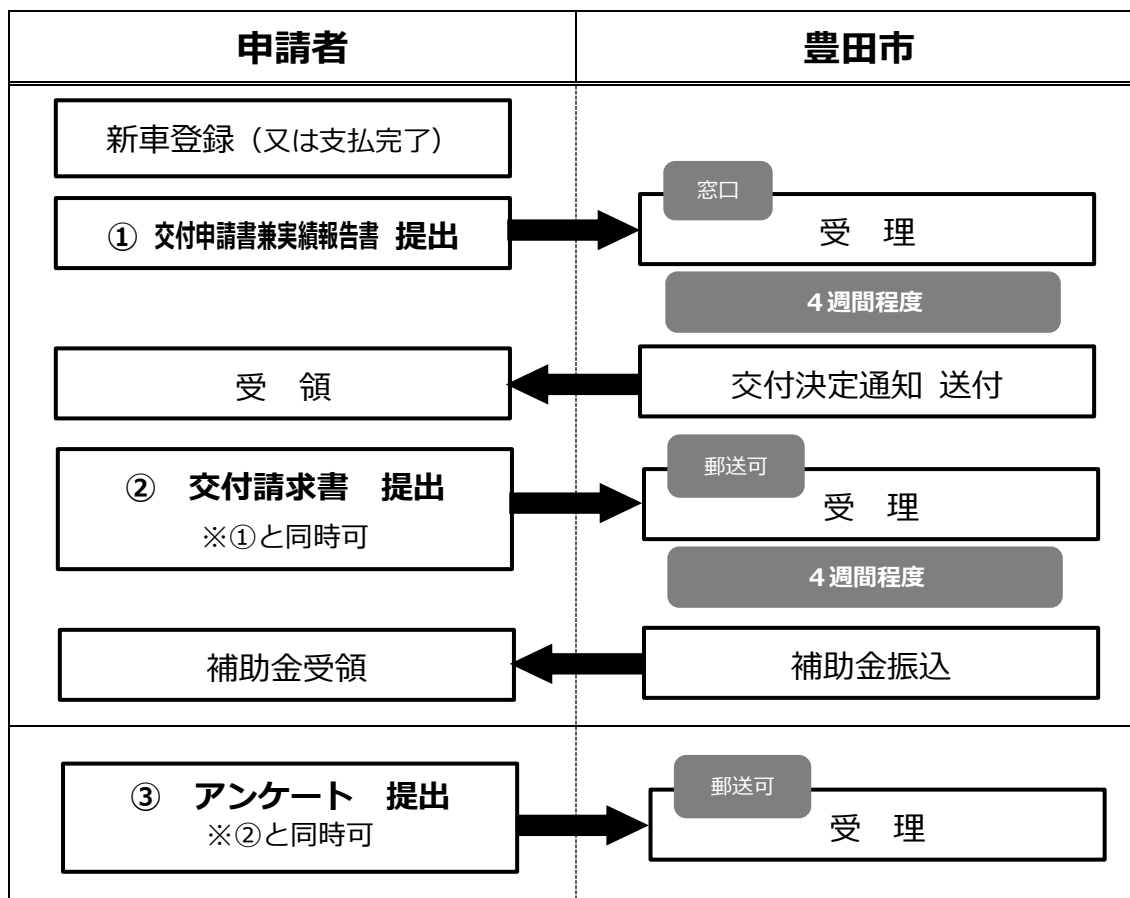 申請者
豊田市
新車登録（又は支払完了）
窓口
① 交付申請書兼実績報告書 提出
受　理
４週間程度
受　領
交付決定通知 送付
② 交付請求書　提出
※①と同時可
郵送可
受　理
４週間程度
補助金受領
補助金振込
③ アンケート　提出
※②と同時可
郵送可
受　理